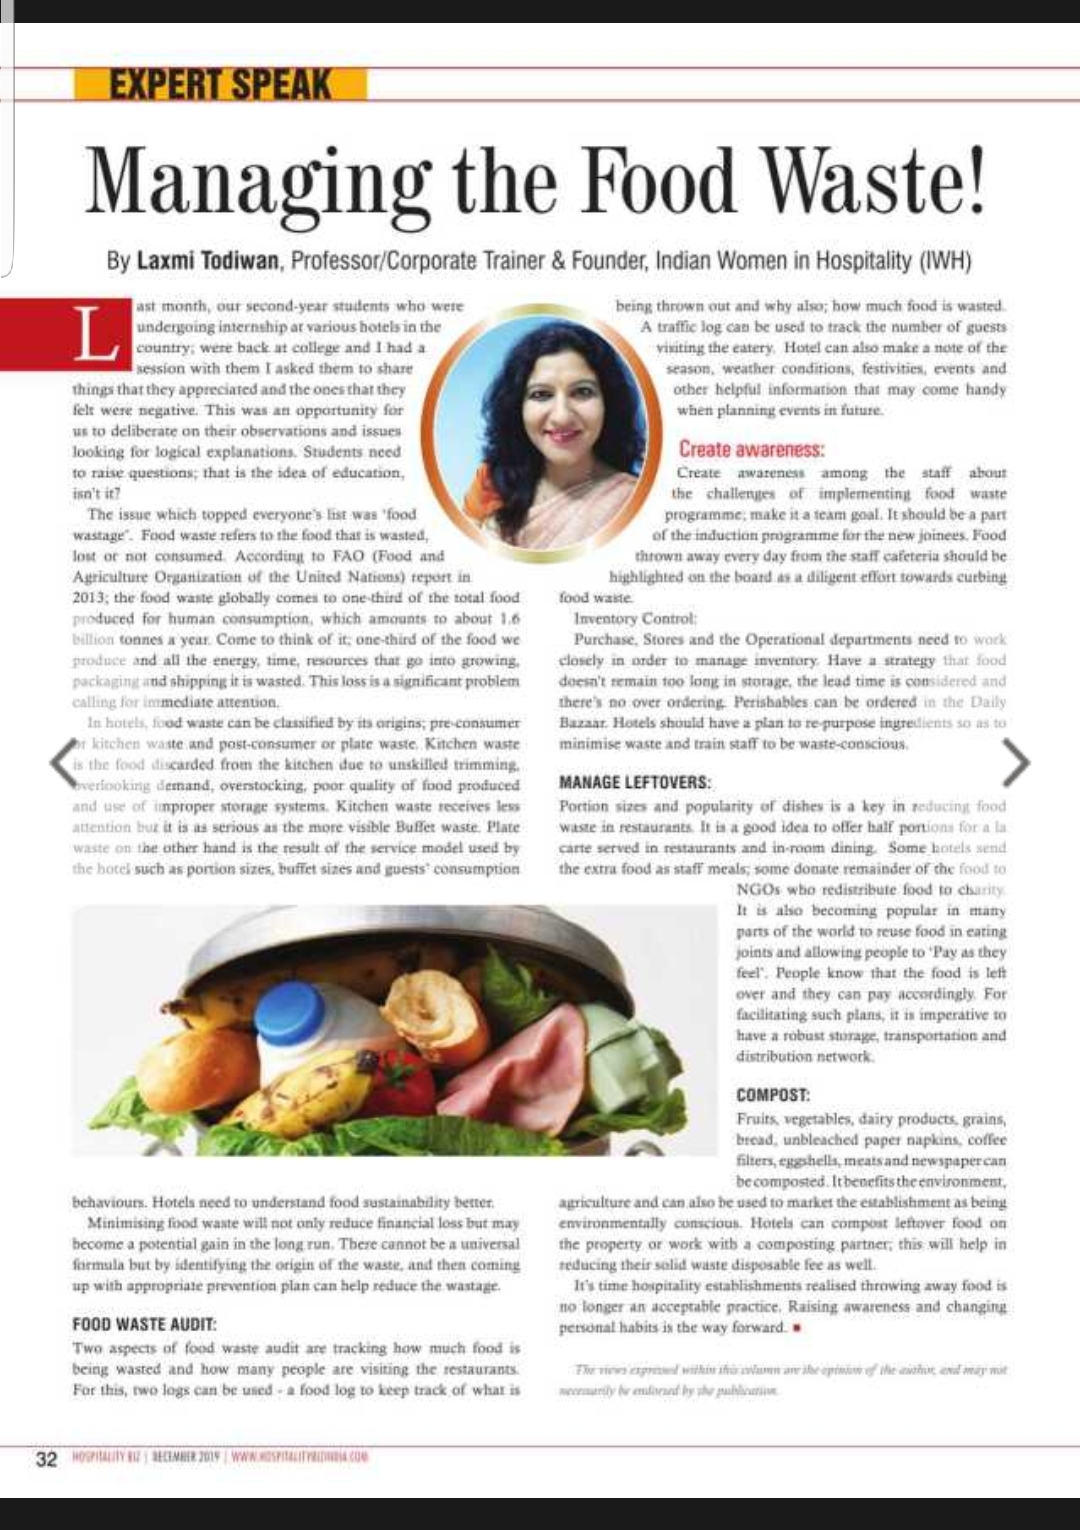 EXPERT SPEAK
Managing the Food Waste!
By Laxmi Todiwan, Professor/Corporate Trainer & Founder, Indian Women in Hospitality (IWH)
Last month, our second-year students who were
undergoing internship at various hotels in the
country; were back at college and I had a
session with them I asked them to share
things that they appreciated and the ones that they
felt were negative. This was an opportunity for
us to deliberate on their observations and issues
looking for logical explanations. Students need
to raise questions; that is the idea of education,
isn't it?
The issue which topped everyone's list was 'food
wastage'. Food waste refers to the food that is wasted,
lost or not consumed. According to FAO (Food and
Agriculture Organization of the United Nations) report in
2013; the food waste globally comes to one-third of the total food
produced for human consumption, which amounts to about 1.6
billion tonnes a year. Come to think of it; one-third of the food we
produce and all the energy, time, resources that go into growing,
packaging and shipping it is wasted. This loss is a significant problem
calling for immediate attention.
In hotels, food waste can be classified by its origins; pre-consumer
or kitchen waste and post-consumer or plate waste. Kitchen waste
is the food discarded from the kitchen due to unskilled trimming,
overlooking demand, overstocking, poor quality of food produced
and use of improper storage systems. Kitchen waste receives less
attention but it is as serious as the more visible Buffet waste. Plate
waste on the other hand is the result of the service model used by
the hotel such as portion sizes, buffet sizes and guests' consumption
behaviours. Hotels need to understand food sustainability better.
Minimising food waste will not only reduce financial loss but may
become a potential gain in the long run. There cannot be a universal
formula but by identifying the origin of the waste, and then coming
up with appropriate prevention plan can help reduce the wastage.
FOOD WASTE AUDIT:
Two aspects of food waste audit are tracking how much food is
being wasted and how many people are visiting the restaurants.
For this, two logs can be used - a food log to keep track of what is
being thrown out and why also; how much food is wasted.
A traffic log can be used to track the number of guests
visiting the eatery. Hotel can also make a note of the
season, weather conditions, festivities, events and
other helpful information that may come handy
when planning events in future.
Create awareness:
Create awareness among the staff about
the challenges of implementing food waste
programme; make it a team goal. It should be a part
of the induction programme for the new joinees. Food
thrown away every day from the staff cafeteria should be
highlighted on the board as a diligent effort towards curbing
food waste.
Inventory Control:
Purchase, Stores and the Operational departments need to work
closely in order to manage inventory. Have a strategy that food
doesn't remain too long in storage, the lead time is considered and
there's no over ordering. Perishables can be ordered in the Daily
Bazaar. Hotels should have a plan to re-purpose ingredients so as to
minimise waste and train staff to be waste-conscious.
MANAGE LEFTOVERS:
Portion sizes and popularity of dishes is a key in reducing food
waste in restaurants. It is a good idea to offer half portions for a la
carte served in restaurants and in-room dining. Some hotels send
the extra food as staff meals; some donate remainder of the food to
NGOs who redistribute food to charity.
It is also becoming popular in many
parts of the world to reuse food in eating
joints and allowing people to 'Pay as they
feel'. People know that the food is left
over and they can pay accordingly. For
facilitating such plans, it is imperative to
have a robust storage, transportation and
distribution network.
COMPOST:
Fruits, vegetables, dairy products, grains,
bread, unbleached paper napkins, coffee
filters, eggshells, meats and newspaper can
be composted. It benefits the environment,
agriculture and can also be used to market the establishment as being
environmentally conscious. Hotels can compost leftover food on
the property or work with a composting partner; this will help in
reducing their solid waste disposable fee as well.
It's time hospitality establishments realised throwing away food is
no longer an acceptable practice. Raising awareness and changing
personal habits is the way forward.
The views expressed within this column are the opinion of the author, and may not
necessarily be endorsed by the publication.
32 HOSPITALITY BIZ | DECEMBER 2019 | WWW.HOSPITALITYBIZINDIA.COM